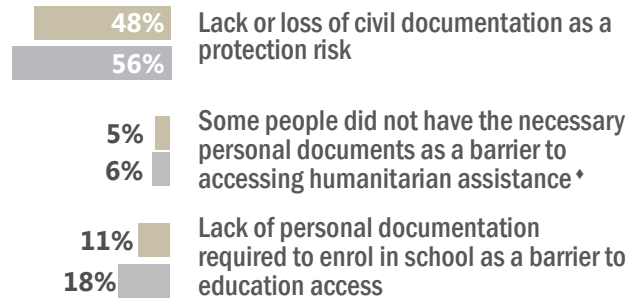 48%
56%
Lack or loss of civil documentation as a
protection risk
5%
6%
Some people did not have the necessary
personal documents as a barrier to
accessing humanitarian assistance ♦
11%
18%
Lack of personal documentation
required to enrol in school as a barrier to
education access